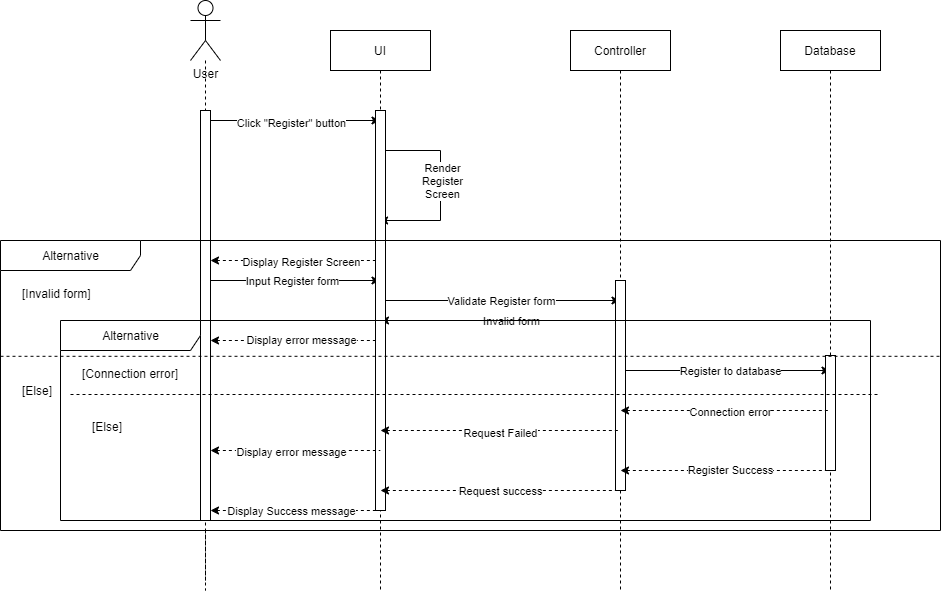 User
UI
Controller
Database
Click "Register" button
Render
Register
Screen
Alternative
Display Register Screen
Input Register form
[Invalid form]
Validate Register form
Invalid form
Alternative
Display error message
[Connection error]
Register to database
[Else]
Connection error
[Else]
Request Failed
Display error message
Register Success
Request success
Display Success message